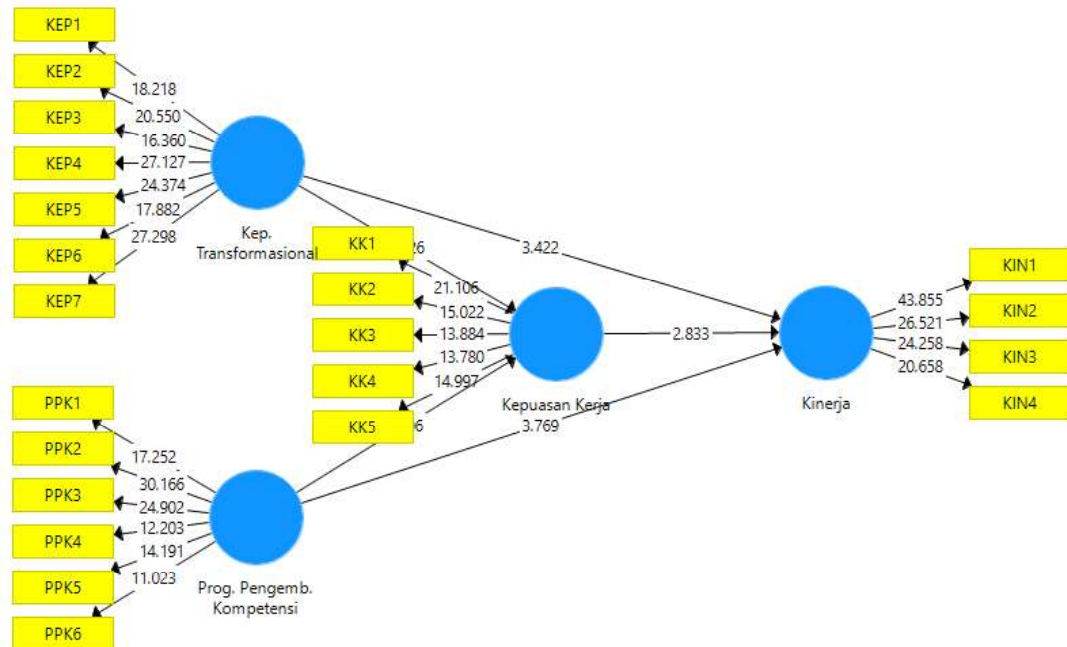 KEP1
KEP2
KEP3
KEP4
KEP5
KEP6
KEP7
18.218
20.550
16.360
27.127
24.374
17.882
27.298
Kep.
Transformasional
KK1
KK2
KK3
KK4
KK5
21.106
15.022
13.884
13.780
14.997
Kepuasan Kerja
3.422
2.833
3.769
Kinerja
43.855
26.521
24.258
20.658
KIN1
KIN2
KIN3
KIN4
PPK1
PPK2
PPK3
PPK4
PPK5
PPK6
17.252
30.166
24.902
12.203
14.191
11.023
Prog. Pengemb.
Kompetensi